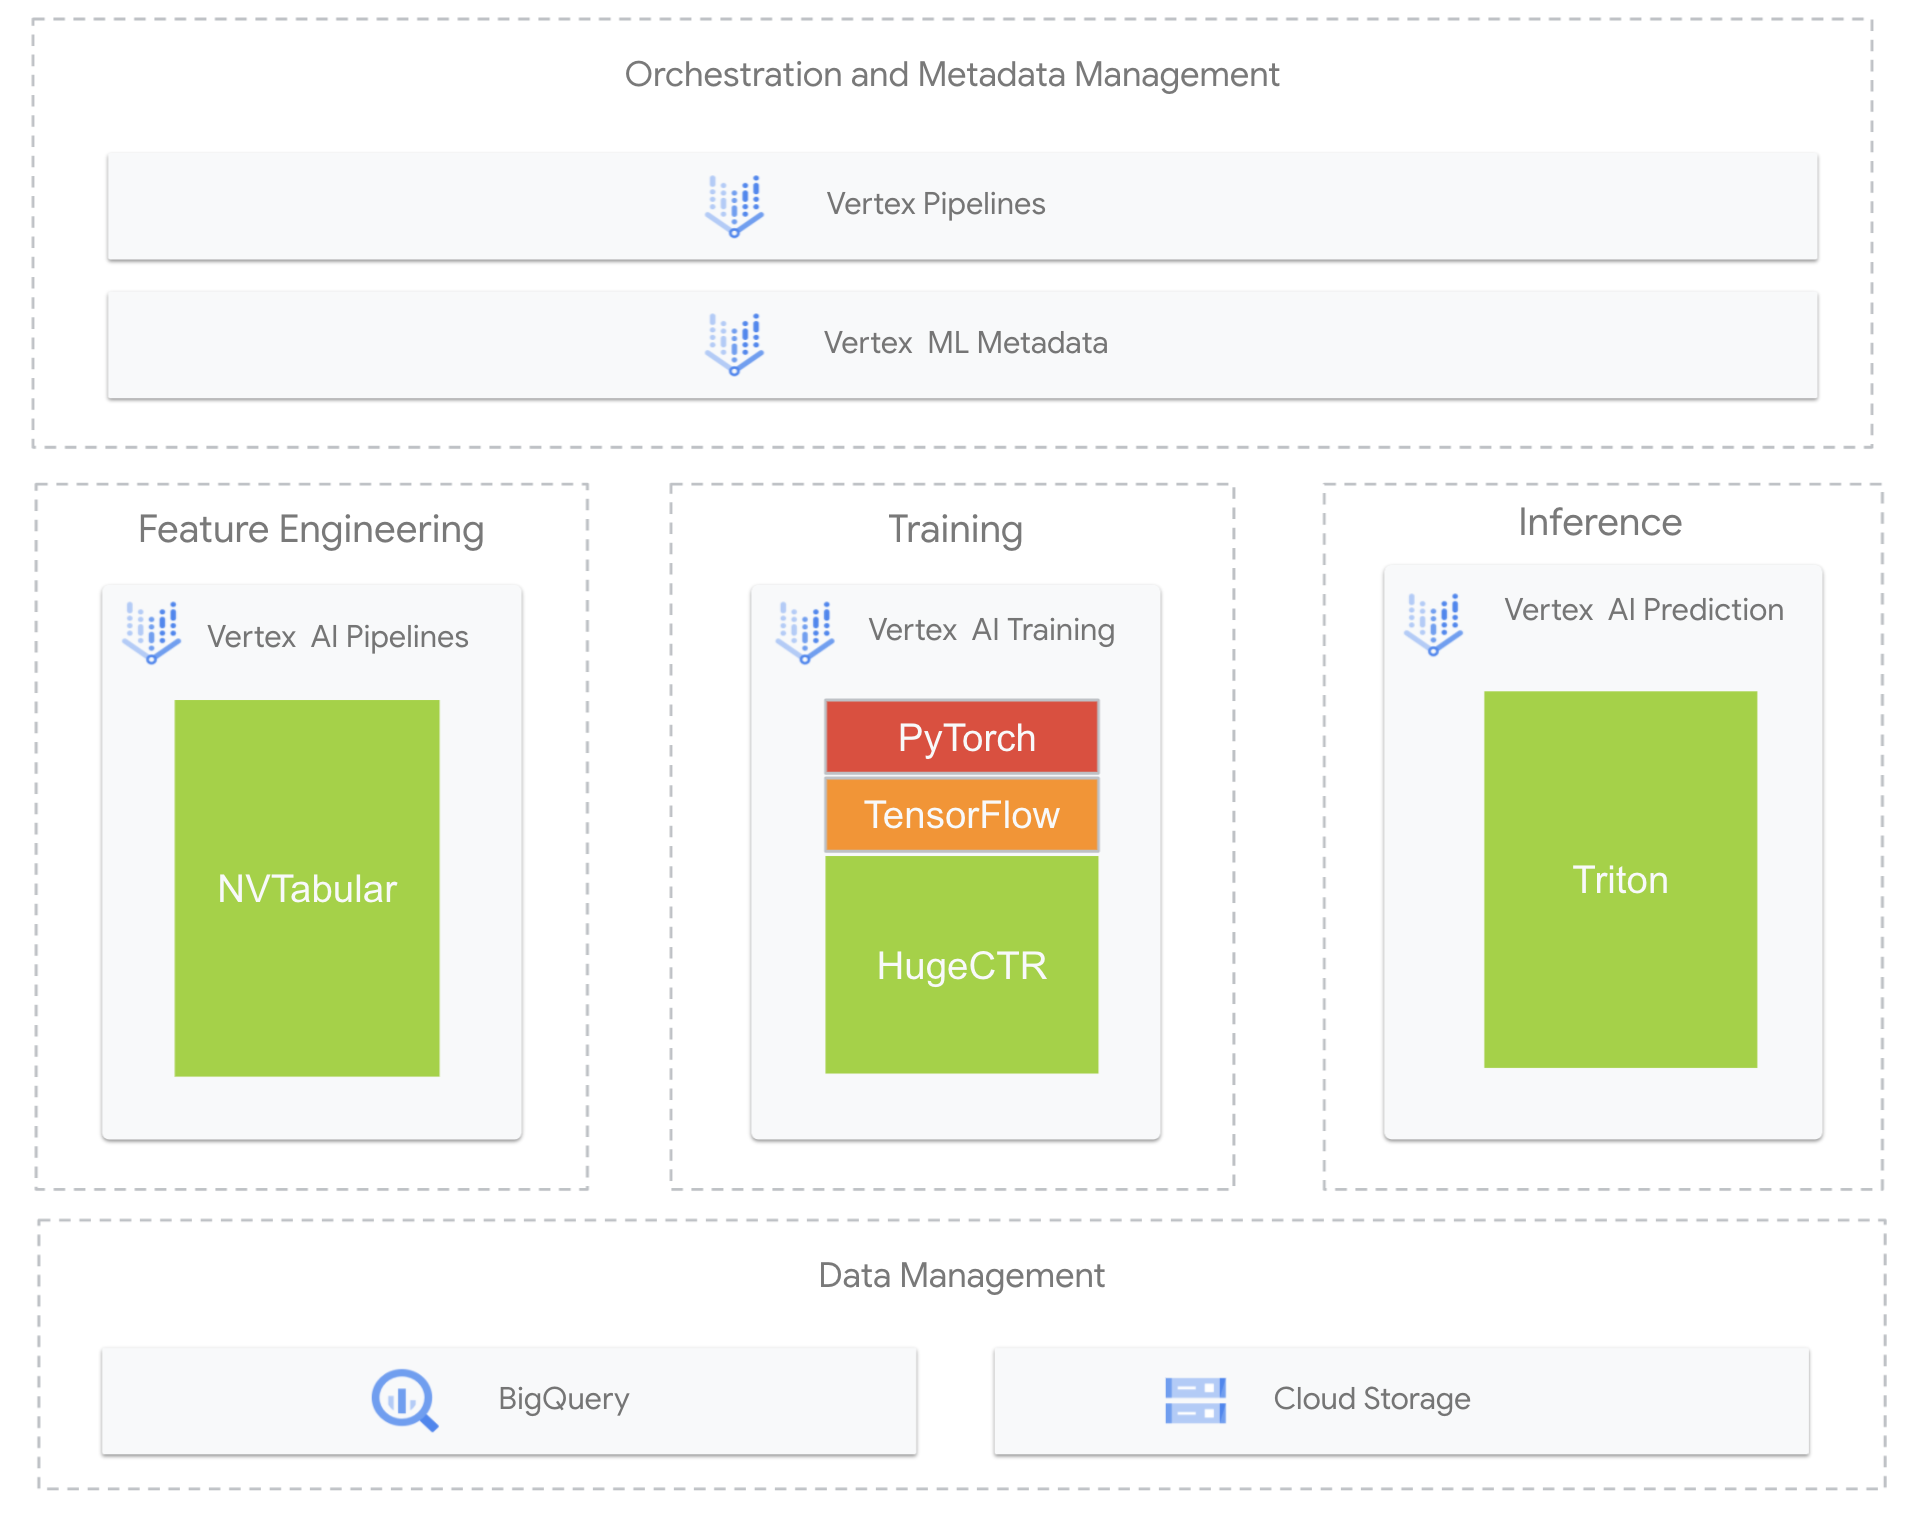 Orchestration and Metadata Management
Vertex Pipelines
Vertex ML Metadata
Feature Engineering
Vertex AI Pipelines
NVTabular
Training
Vertex AI Training
PyTorch
TensorFlow
HugeCTR
Inference
Vertex AI Prediction
Triton
Data Management
BigQuery
Cloud Storage